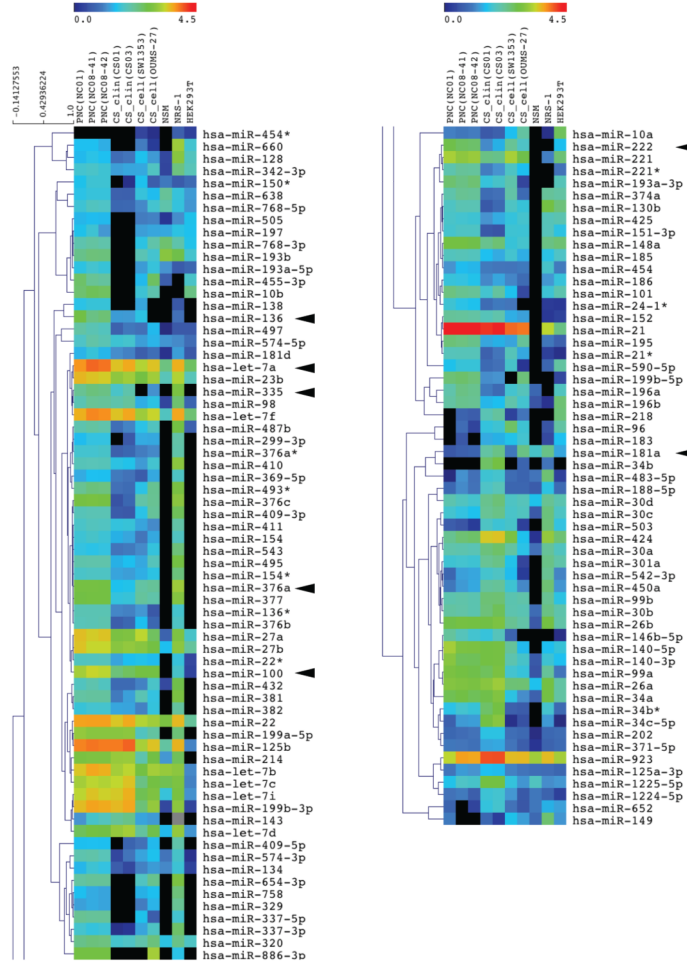 0.0 4.5
-0.14127553
0.42936224
1.0
PNC(NC01)
PNC(NC08-41)
PNC(NC08-42)
CS_clin(CS01)
CS_clin(CS03)
CS_cell(SW1353)
CS_cell(OUMS-27)
NSM
NRS-1
HEK293T
hsa-miR-454*
hsa-miR-660
hsa-miR-128
hsa-miR-342-3p
hsa-miR-150*
hsa-miR-638
hsa-miR-768-5p
hsa-miR-505
hsa-miR-197
hsa-miR-768-3p
hsa-miR-193b
hsa-miR-193a-5p
hsa-miR-455-3p
hsa-miR-10b
hsa-miR-138
hsa-miR-136
hsa-miR-497
hsa-miR-574-5p
hsa-miR-181d
hsa-let-7a
hsa-miR-23b
hsa-miR-335
hsa-miR-98
hsa-let-7f
hsa-miR-487b
hsa-miR-299-3p
hsa-miR-376a*
hsa-miR-410
hsa-miR-369-5p
hsa-miR-493*
hsa-miR-376c
hsa-miR-409-3p
hsa-miR-411
hsa-miR-154
hsa-miR-543
hsa-miR-495
hsa-miR-154*
hsa-miR-376a
hsa-miR-377
hsa-miR-136*
hsa-miR-376b
hsa-miR-27a
hsa-miR-27b
hsa-miR-22*
hsa-miR-100
hsa-miR-432
hsa-miR-381
hsa-miR-382
hsa-miR-22
hsa-miR-199a-5p
hsa-miR-125b
hsa-miR-214
hsa-let-7b
hsa-let-7c
hsa-let-7i
hsa-miR-199b-3p
hsa-miR-143
hsa-let-7d
hsa-miR-409-5p
hsa-miR-574-3p
hsa-miR-134
hsa-miR-654-3p
hsa-miR-758
hsa-miR-329
hsa-miR-337-5p
hsa-miR-337-3p
hsa-miR-320
hsa-miR-886-3p
0.0 4.5
PNC(NC01)
PNC(NC08-41)
PNC(NC08-42)
CS_clin(CS01)
CS_clin(CS03)
CS_cell(SW1353)
CS_cell(OUMS-27)
NSM
NRS-1
HEK293T
hsa-miR-10a
hsa-miR-222
hsa-miR-221
hsa-miR-221*
hsa-miR-193a-3p
hsa-miR-374a
hsa-miR-130b
hsa-miR-425
hsa-miR-151-3p
hsa-miR-148a
hsa-miR-185
hsa-miR-454
hsa-miR-186
hsa-miR-101
hsa-miR-24-1*
hsa-miR-152
hsa-miR-21
hsa-miR-195
hsa-miR-21*
hsa-miR-590-5p
hsa-miR-199b-5p
hsa-miR-196a
hsa-miR-196b
hsa-miR-218
hsa-miR-96
hsa-miR-183
hsa-miR-181a
hsa-miR-34b
hsa-miR-483-5p
hsa-miR-188-5p
hsa-miR-30d
hsa-miR-30c
hsa-miR-503
hsa-miR-424
hsa-miR-30a
hsa-miR-301a
hsa-miR-542-3p
hsa-miR-450a
hsa-miR-99b
hsa-miR-30b
hsa-miR-26b
hsa-miR-146b-5p
hsa-miR-140-5p
hsa-miR-140-3p
hsa-miR-99a
hsa-miR-26a
hsa-miR-34a
hsa-miR-34b*
hsa-miR-34c-5p
hsa-miR-202
hsa-miR-371-5p
hsa-miR-923
hsa-miR-125a-3p
hsa-miR-1225-5p
hsa-miR-1224-5p
hsa-miR-652
hsa-miR-149